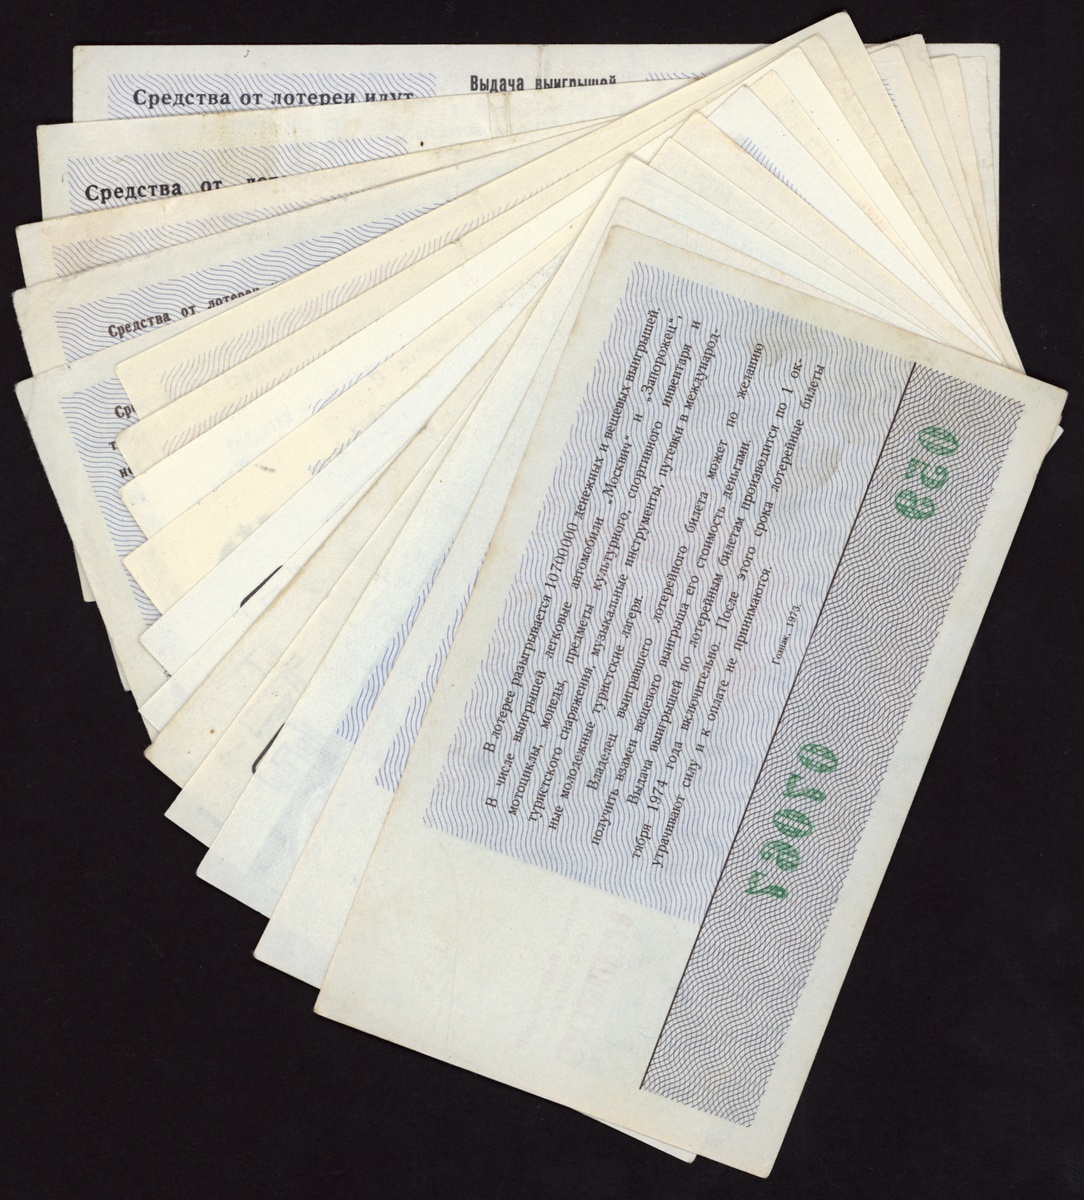 Средства от лотереи идут
Выдача выигрышей
Средства от
Средства от лотереи
В лотерее разыгрывается 10 700 000 денежных и вещевых выигрышей.
В числе выигрышей легковые автомобили „Москвич“ и „Запорожец“,
мотоциклы, монеды, предметы культурного, спортивного инвентаря и
туристского снаряжения, музыкальные инструменты, путевки в международ-
ные молодежные туристские лагеря.
Владелец выигравшего лотерейного билета может по желанию
получить взамен вещевого выигрыша его стоимость деньгами.
Выдача выигрышей по лотерейным билетам производится по 1 ок-
тября 1974 года включительно. После этого срока лотерейные билеты
утрачивают силу и к оплате не принимаются.
Гознак. 1973.